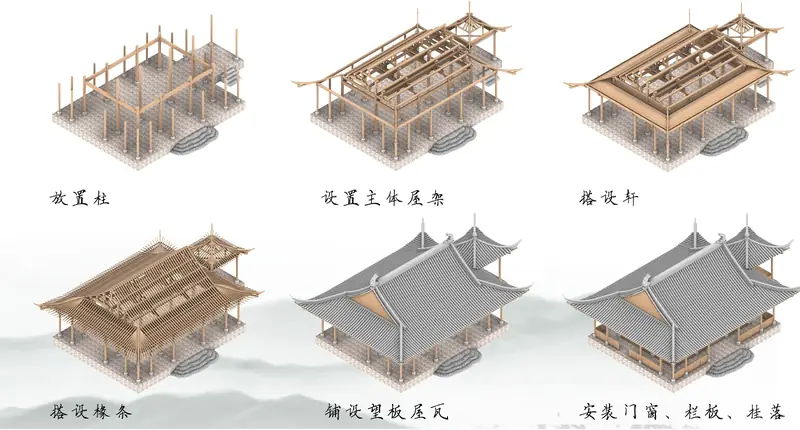 放置柱
设置主体屋架
搭设轩
搭设橡条
铺设望板屋瓦
安装门窗、栏板、挂落